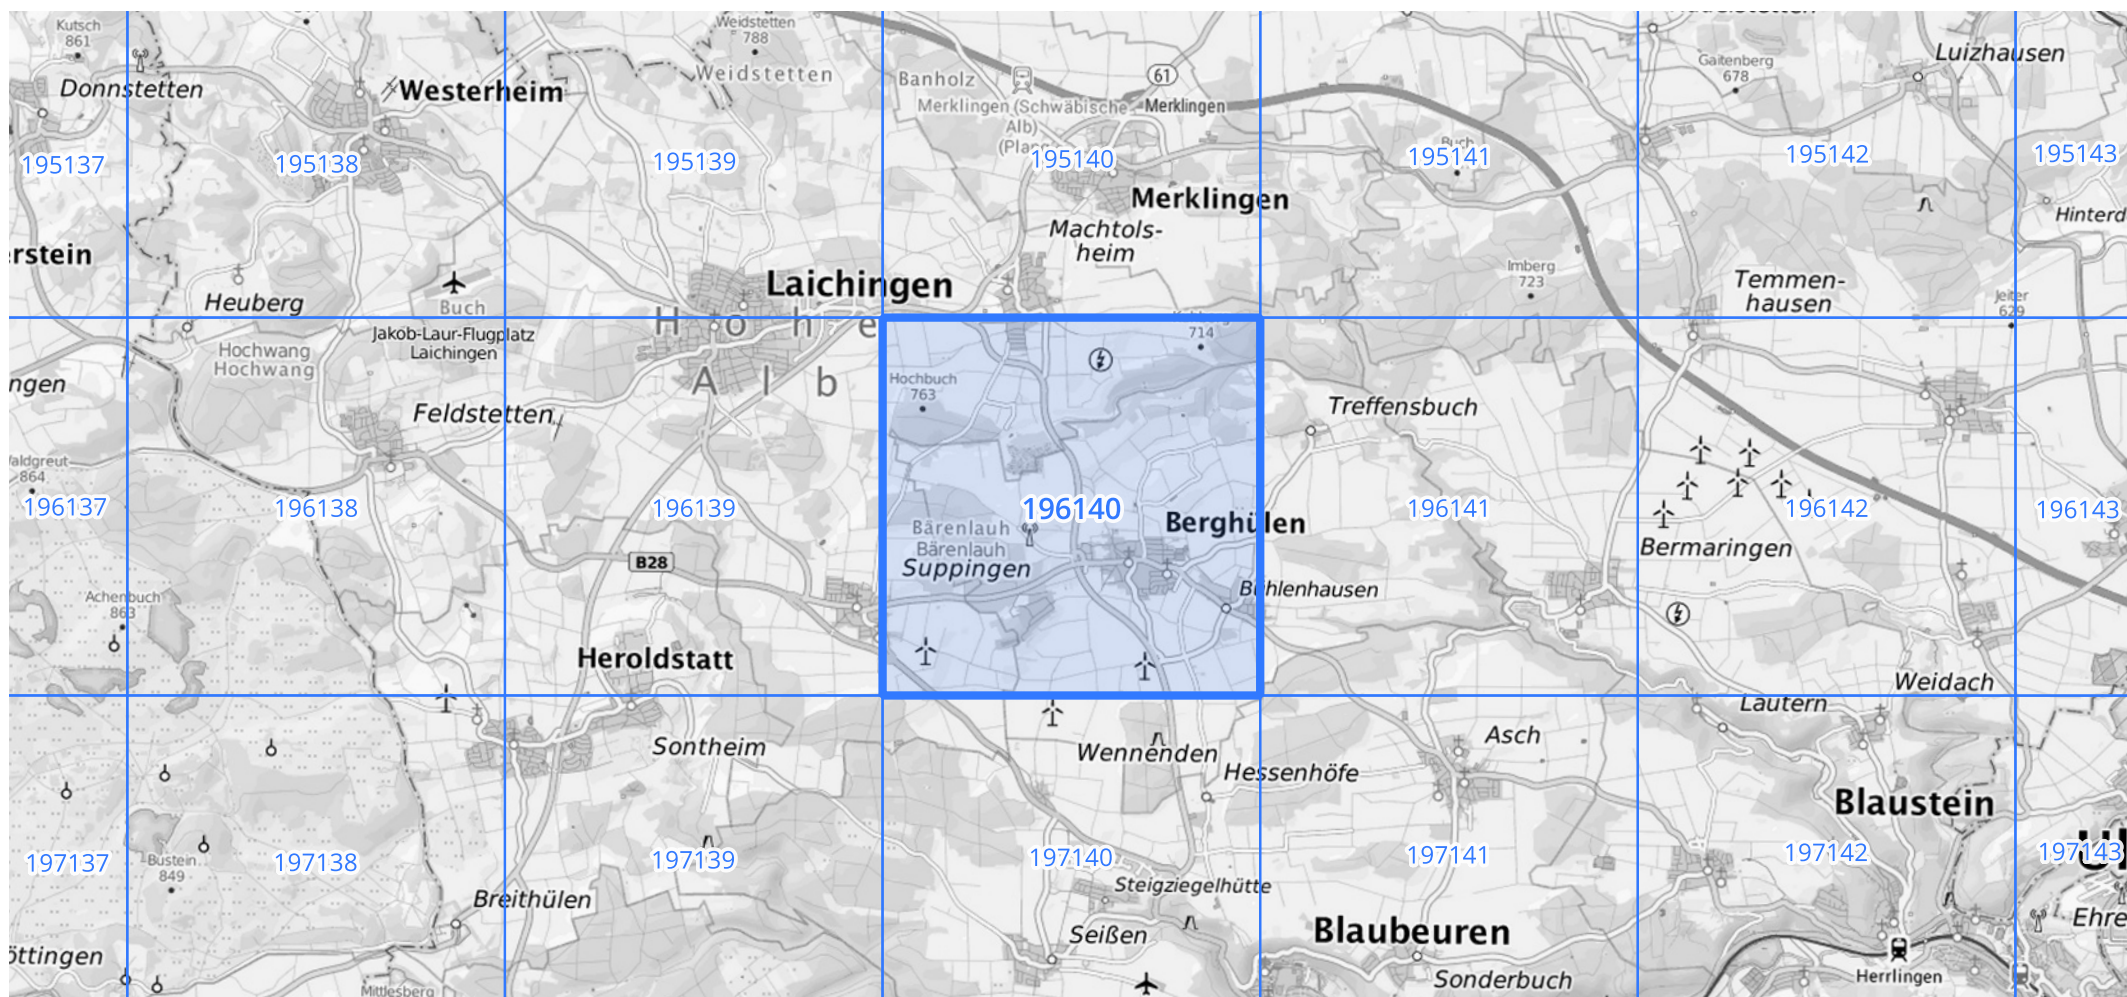 Kutsch
861
Donnstetten
Westerheim
Weidstetten
788
Weidstetten
Banholz
Merklingen (Schwäbische
Alb)
61
Merklingen
Gaitenberg
678
Luizhausen
195137
195138
195139
195140
Buch
195141
195142
195143
Merklingen
Machtols-
heim
Hinterd
erstein
Heuberg
Buch
Laichingen
Imberg
723
Temmen-
hausen
Jeiter
629
Jakob-Laur-Flugplatz
Laichingen
Hochwang
Hochwang
H o h e
A l b
714
Hochbuch
763
ngen
Feldstetten
Treffensbuch
aldgreut
864
196137
196138
196139
196140
196141
196142
196143
Bärenlauh
Bärenlauh
Suppingen
Berghülen
Bermaringen
B28
Bühlenhausen
Achenbuch
863
Heroldstatt
Weidach
Lautern
Sontheim
Wennenden
Hessenhöfe
Asch
Blaustein
197137
197138
197139
197140
197141
197142
197143
Ul
Bustein
849
Breithülen
Steigziegelhütte
Seißen
Blaubeuren
Ehre
öttingen
Mittlesberg
Sonderbuch
Herrlingen